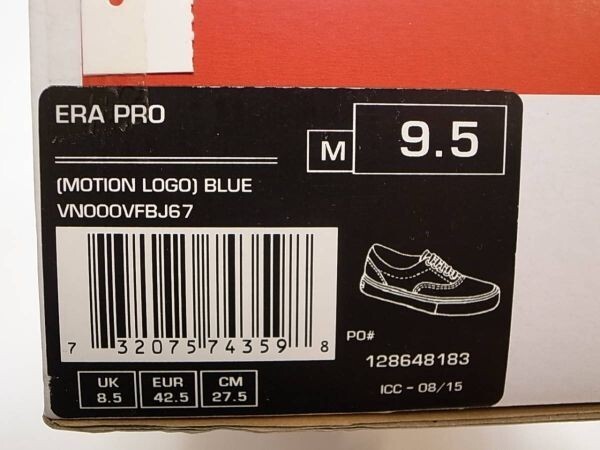 ERA PRO
M 9.5
(MOTION LOGO) BLUE
VN000VFBJ67
7 32075 74359 8
PO#
128648183
ICC - 08/15
UK EUR CM
8.5 42.5 27.5